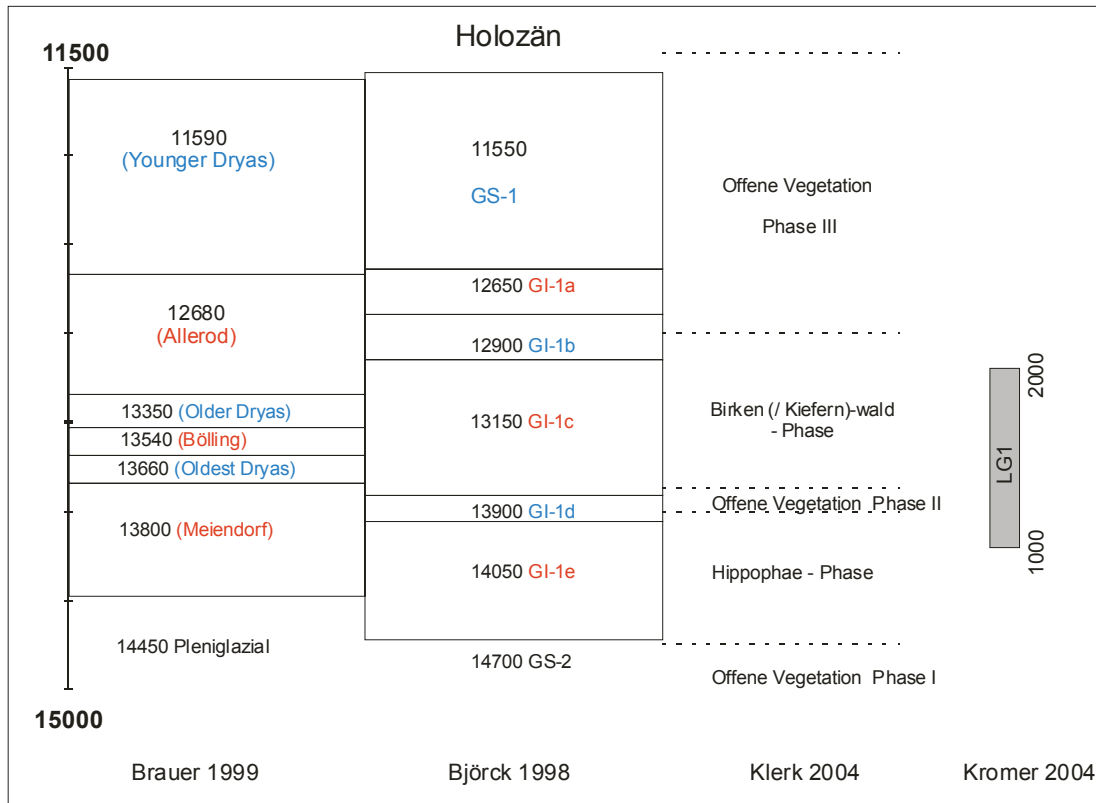 Holozän
11500
11590
(Younger Dryas)
12680
(Allerod)
13350 (Older Dryas)
13540 (Bölling)
13660 (Oldest Dryas)
13800 (Meiendorf)
14450 Pleniglazial
15000
Brauer 1999
11550
GS-1
12650 GI-1a
12900 GI-1b
13150 GI-1c
13900 GI-1d
14050 GI-1e
14700 GS-2
Björck 1998
Offene Vegetation
Phase III
Birken (/ Kiefern)-wald
- Phase
Offene Vegetation Phase II
Hippophae - Phase
Offene Vegetation Phase I
Klerk 2004
2000
LG1
1000
Kromer 2004